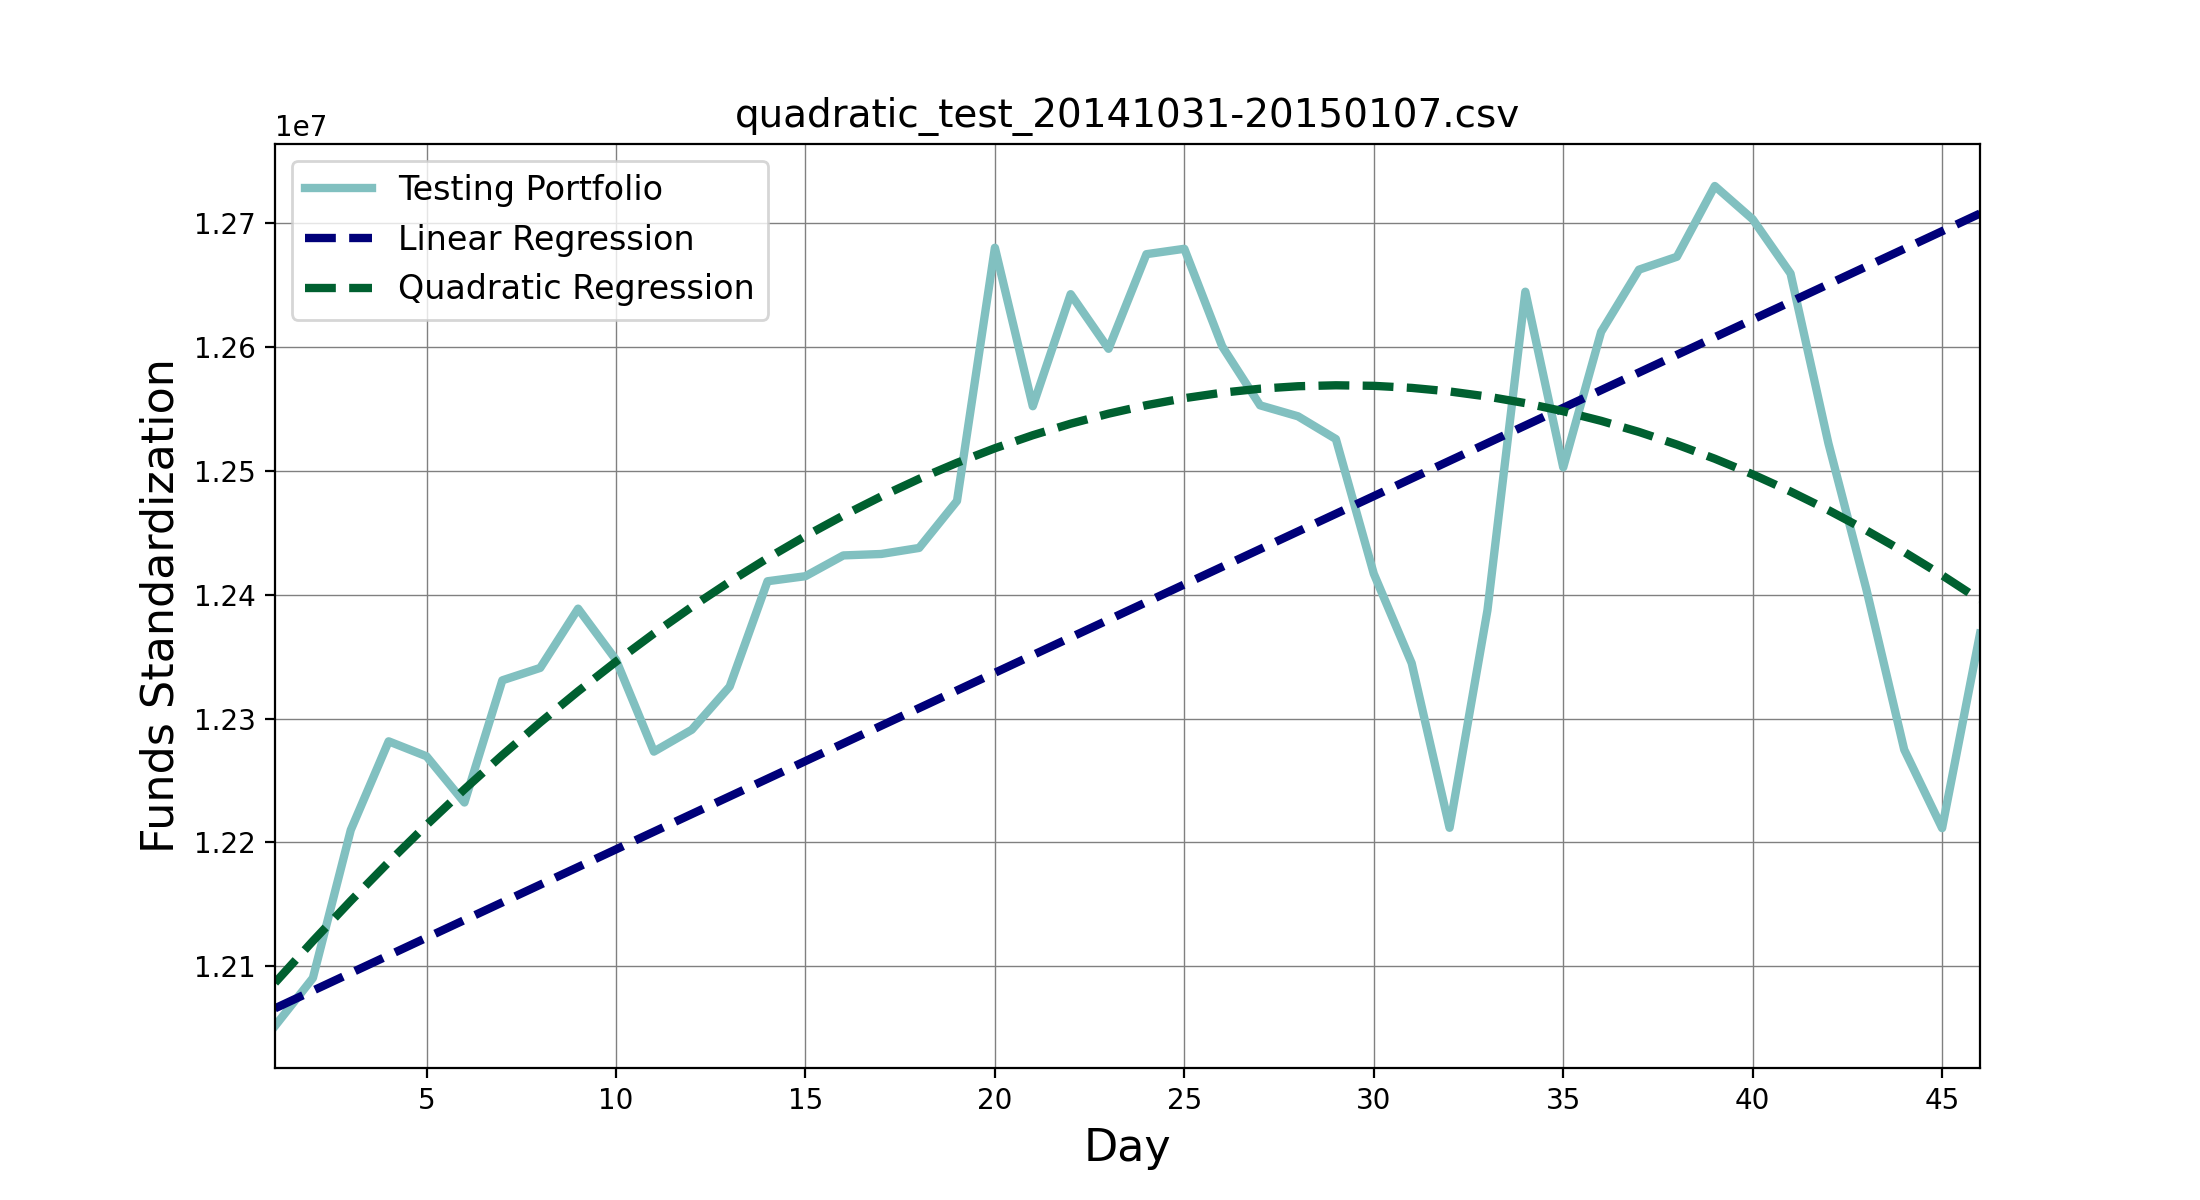 quadratic_test_20141031-20150107.csv
1e7
Testing Portfolio
Linear Regression
Quadratic Regression
1.27
1.26
1.25
1.24
1.23
1.22
1.21
Funds Standardization
5 10 15 20 25 30 35 40 45
Day